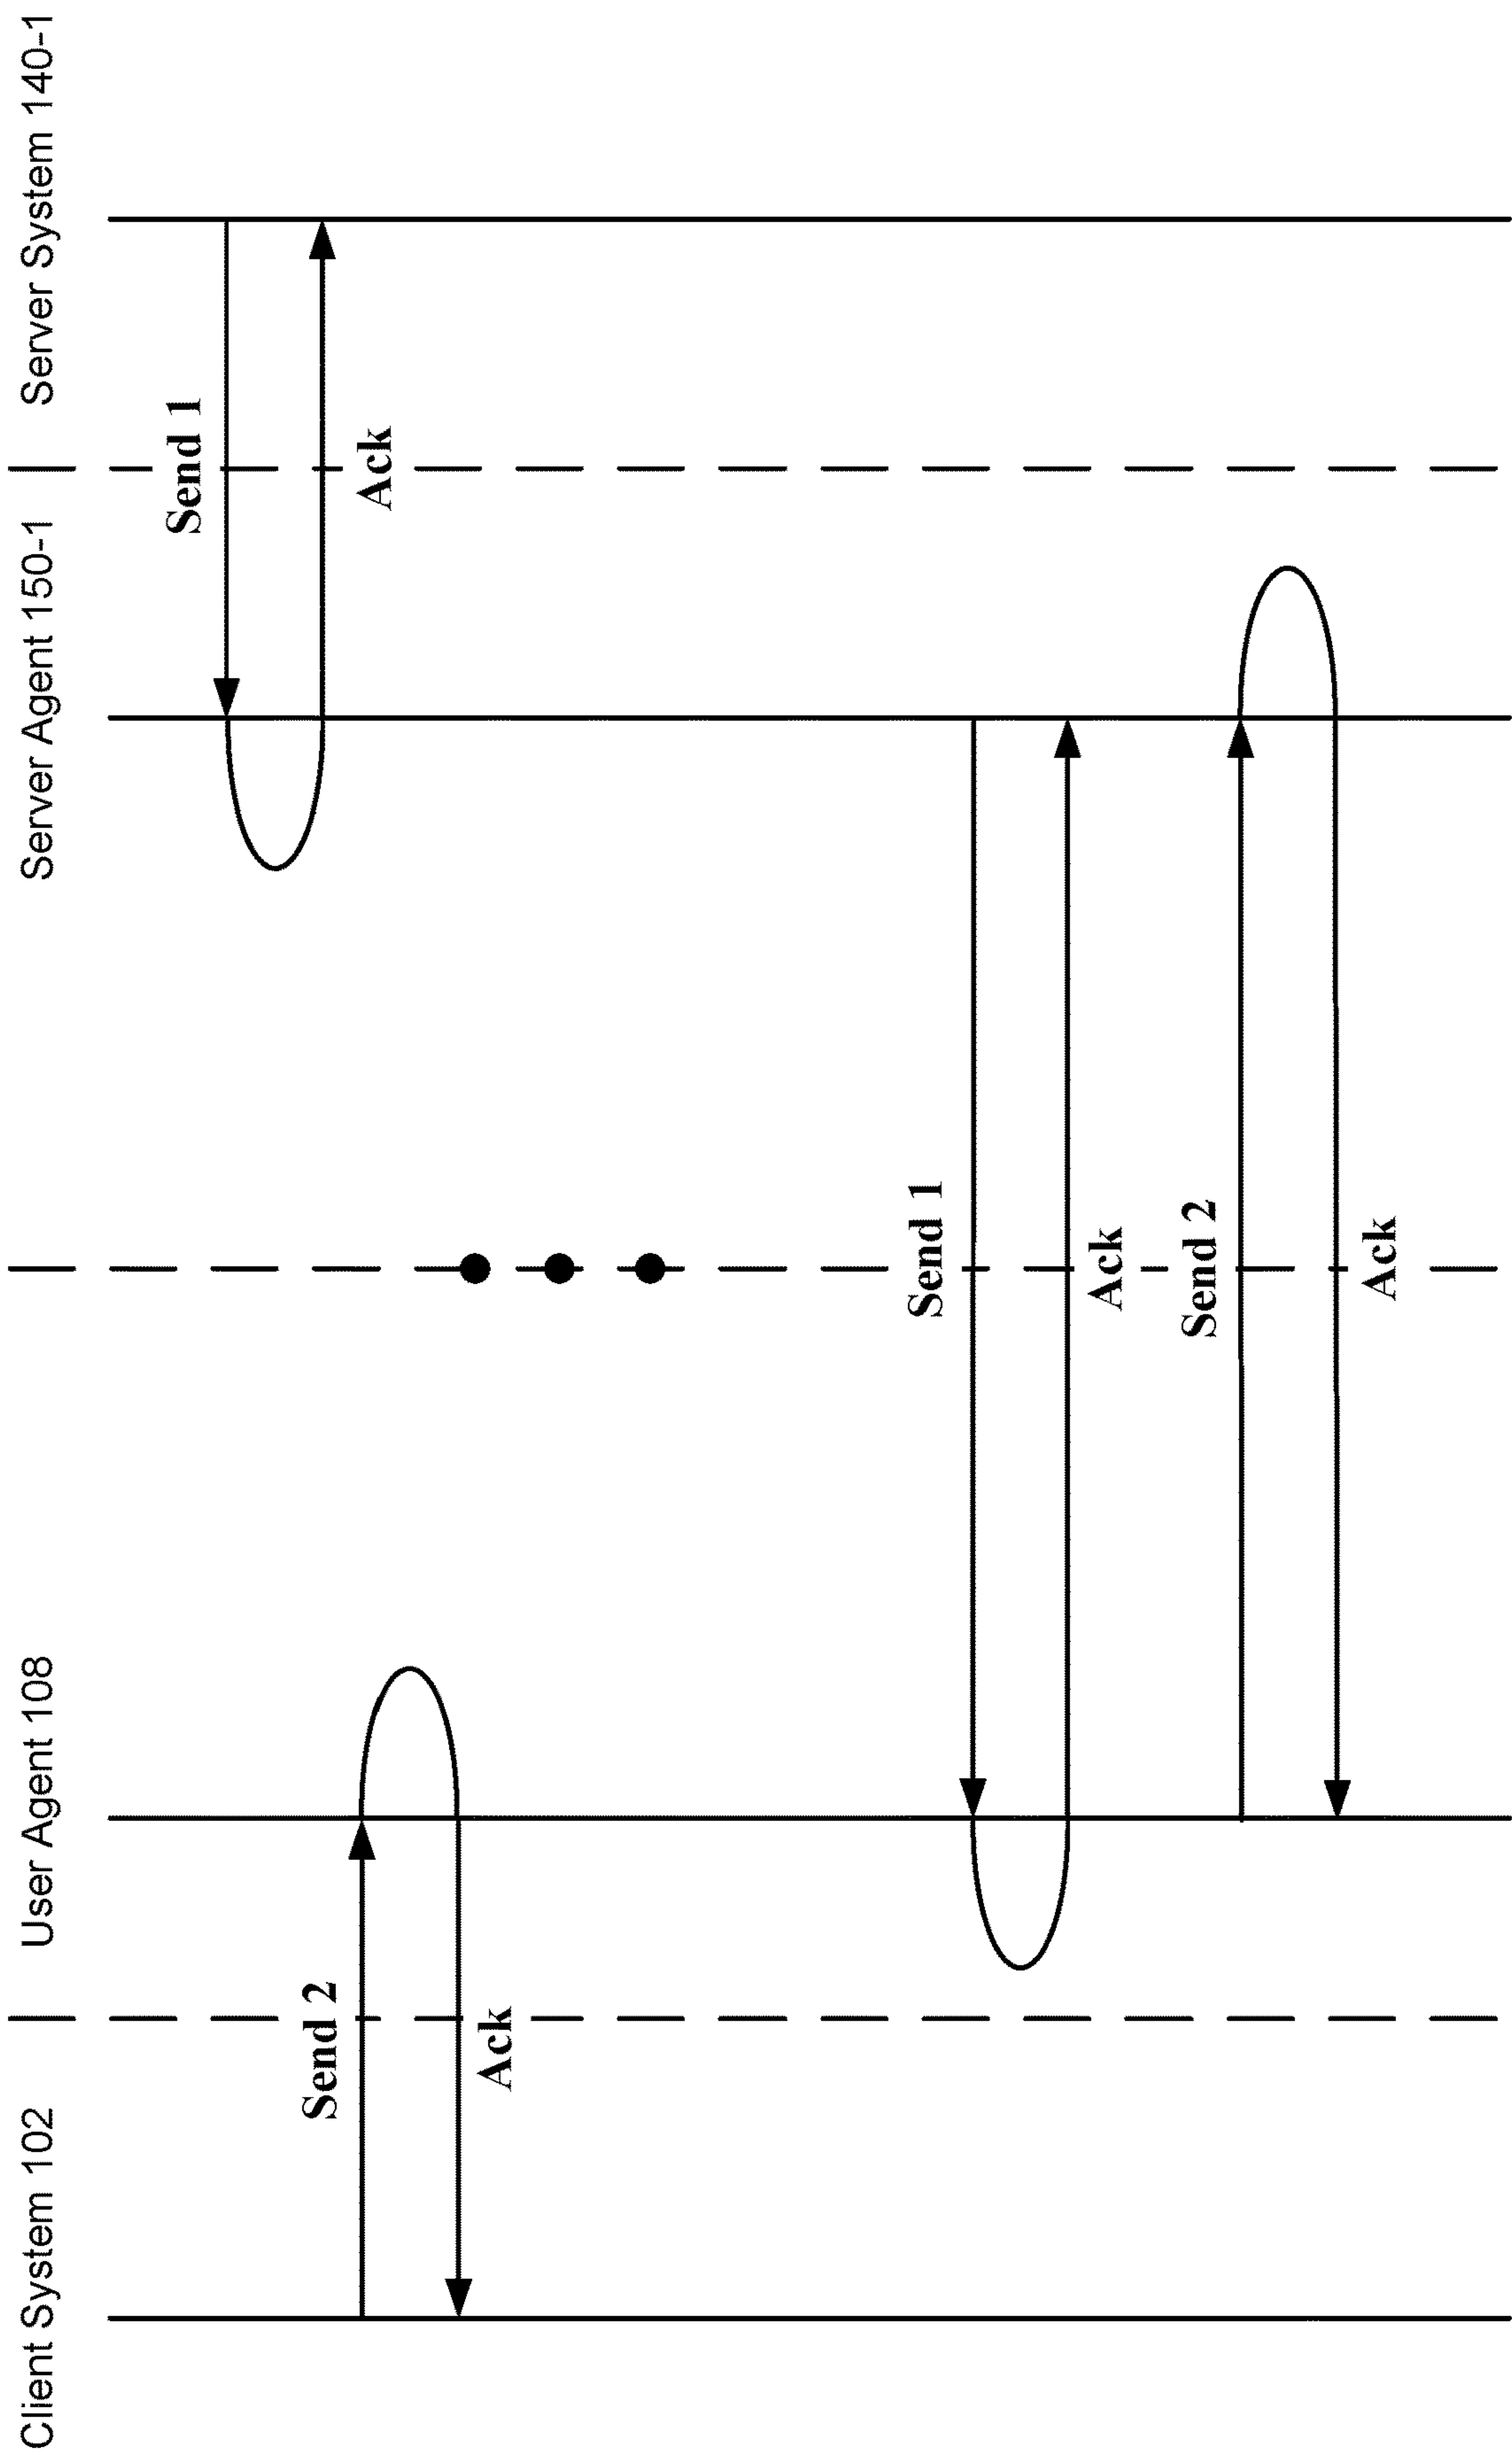 Client System 102
User Agent 108
Server Agent 150-1
Server System 140-1
Send 1
Send 2
Ack
Ack
Send 1
Ack
Send 2
Ack